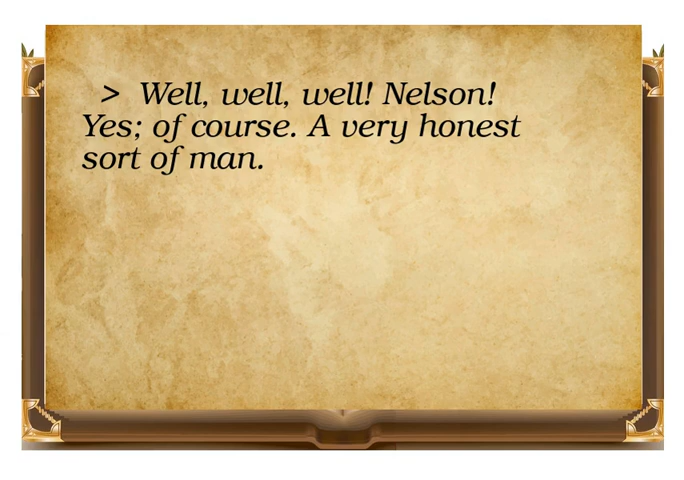 > Well, well, well! Nelson!
Yes; of course. A very honest
sort of man.